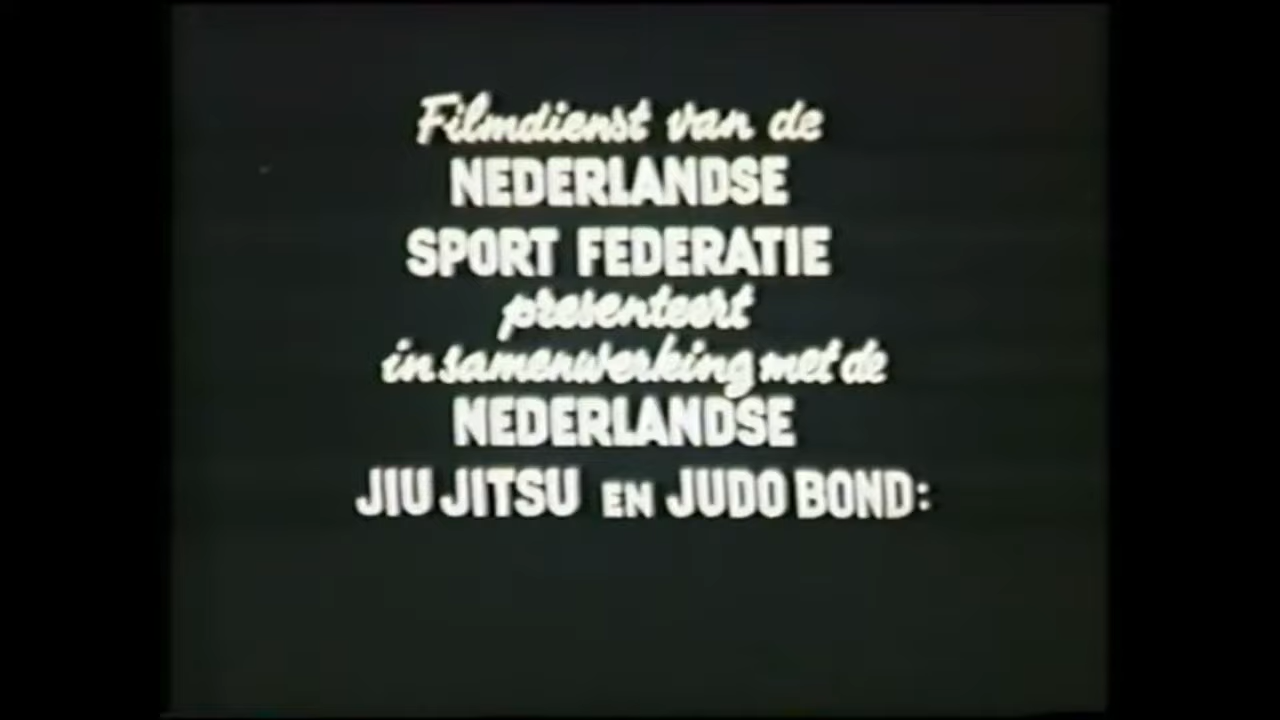 Filmdienst van de
NEDERLANDSE
SPORT FEDERATIE
presenteert
in samenwerking met de
NEDERLANDSE
JIU JITSU EN JUDO BOND: